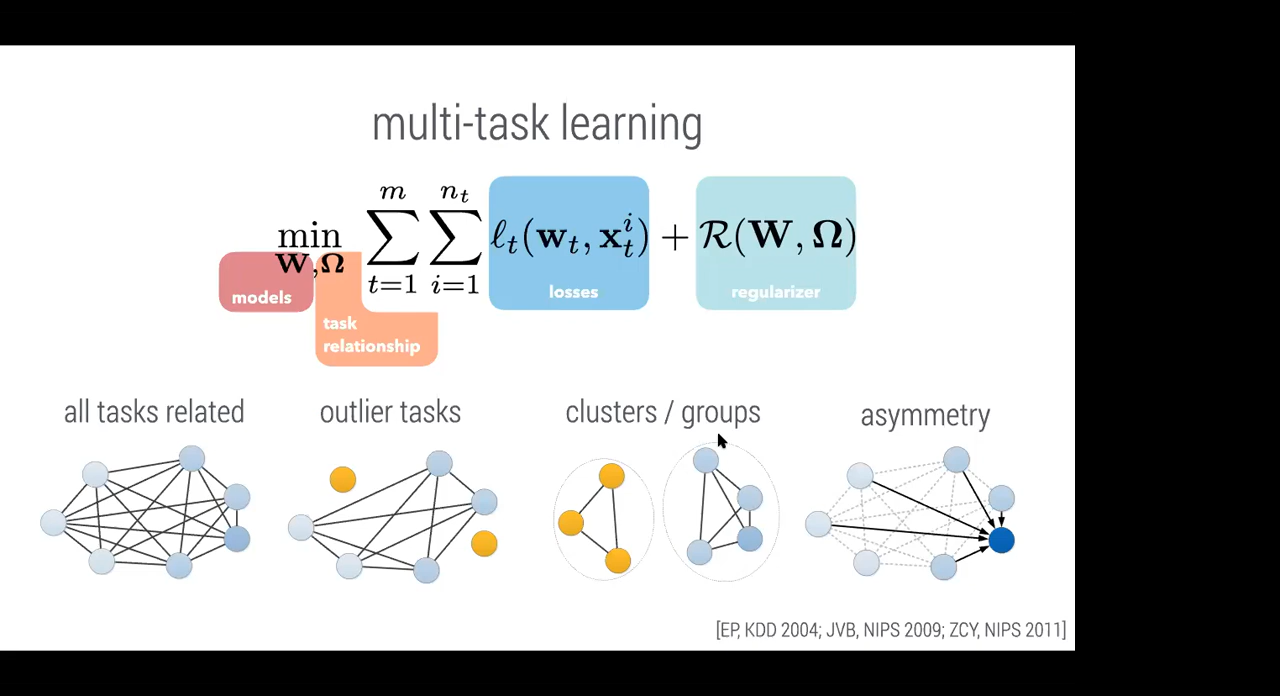 multi-task learning
min W,Ω ∑_{t=1}^{m} ∑_{i=1}^{n_t} ℓ_t(w_t, x_t^i) + R(W, Ω)
models
losses
regularizer
task
relationship
all tasks related
outlier tasks
clusters / groups
asymmetry
[EP, KDD 2004; JVB, NIPS 2009; ZCY, NIPS 2011]